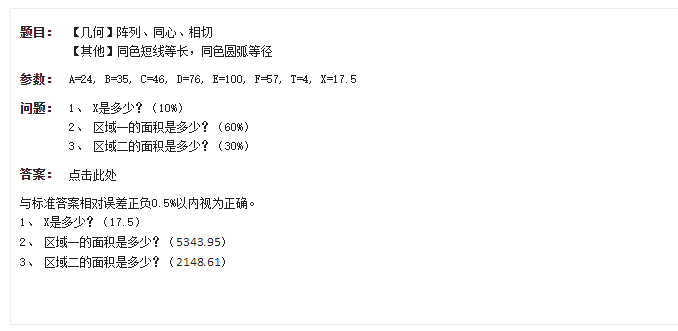 题目： 【几何】阵列、同心、相切
【其他】同色短线等长，同色圆弧等径
参数： A=24, B=35, C=46, D=76, E=100, F=57, T=4, X=17.5
问题： 1、 X是多少？（10%）
2、 区域一的面积是多少？（60%）
3、 区域二的面积是多少？（30%）
答案： 点击此处
与标准答案相对误差正负0.5%以内视为正确。
1、 X是多少？（17.5）
2、 区域一的面积是多少？（5343.95）
3、 区域二的面积是多少？（2148.61）